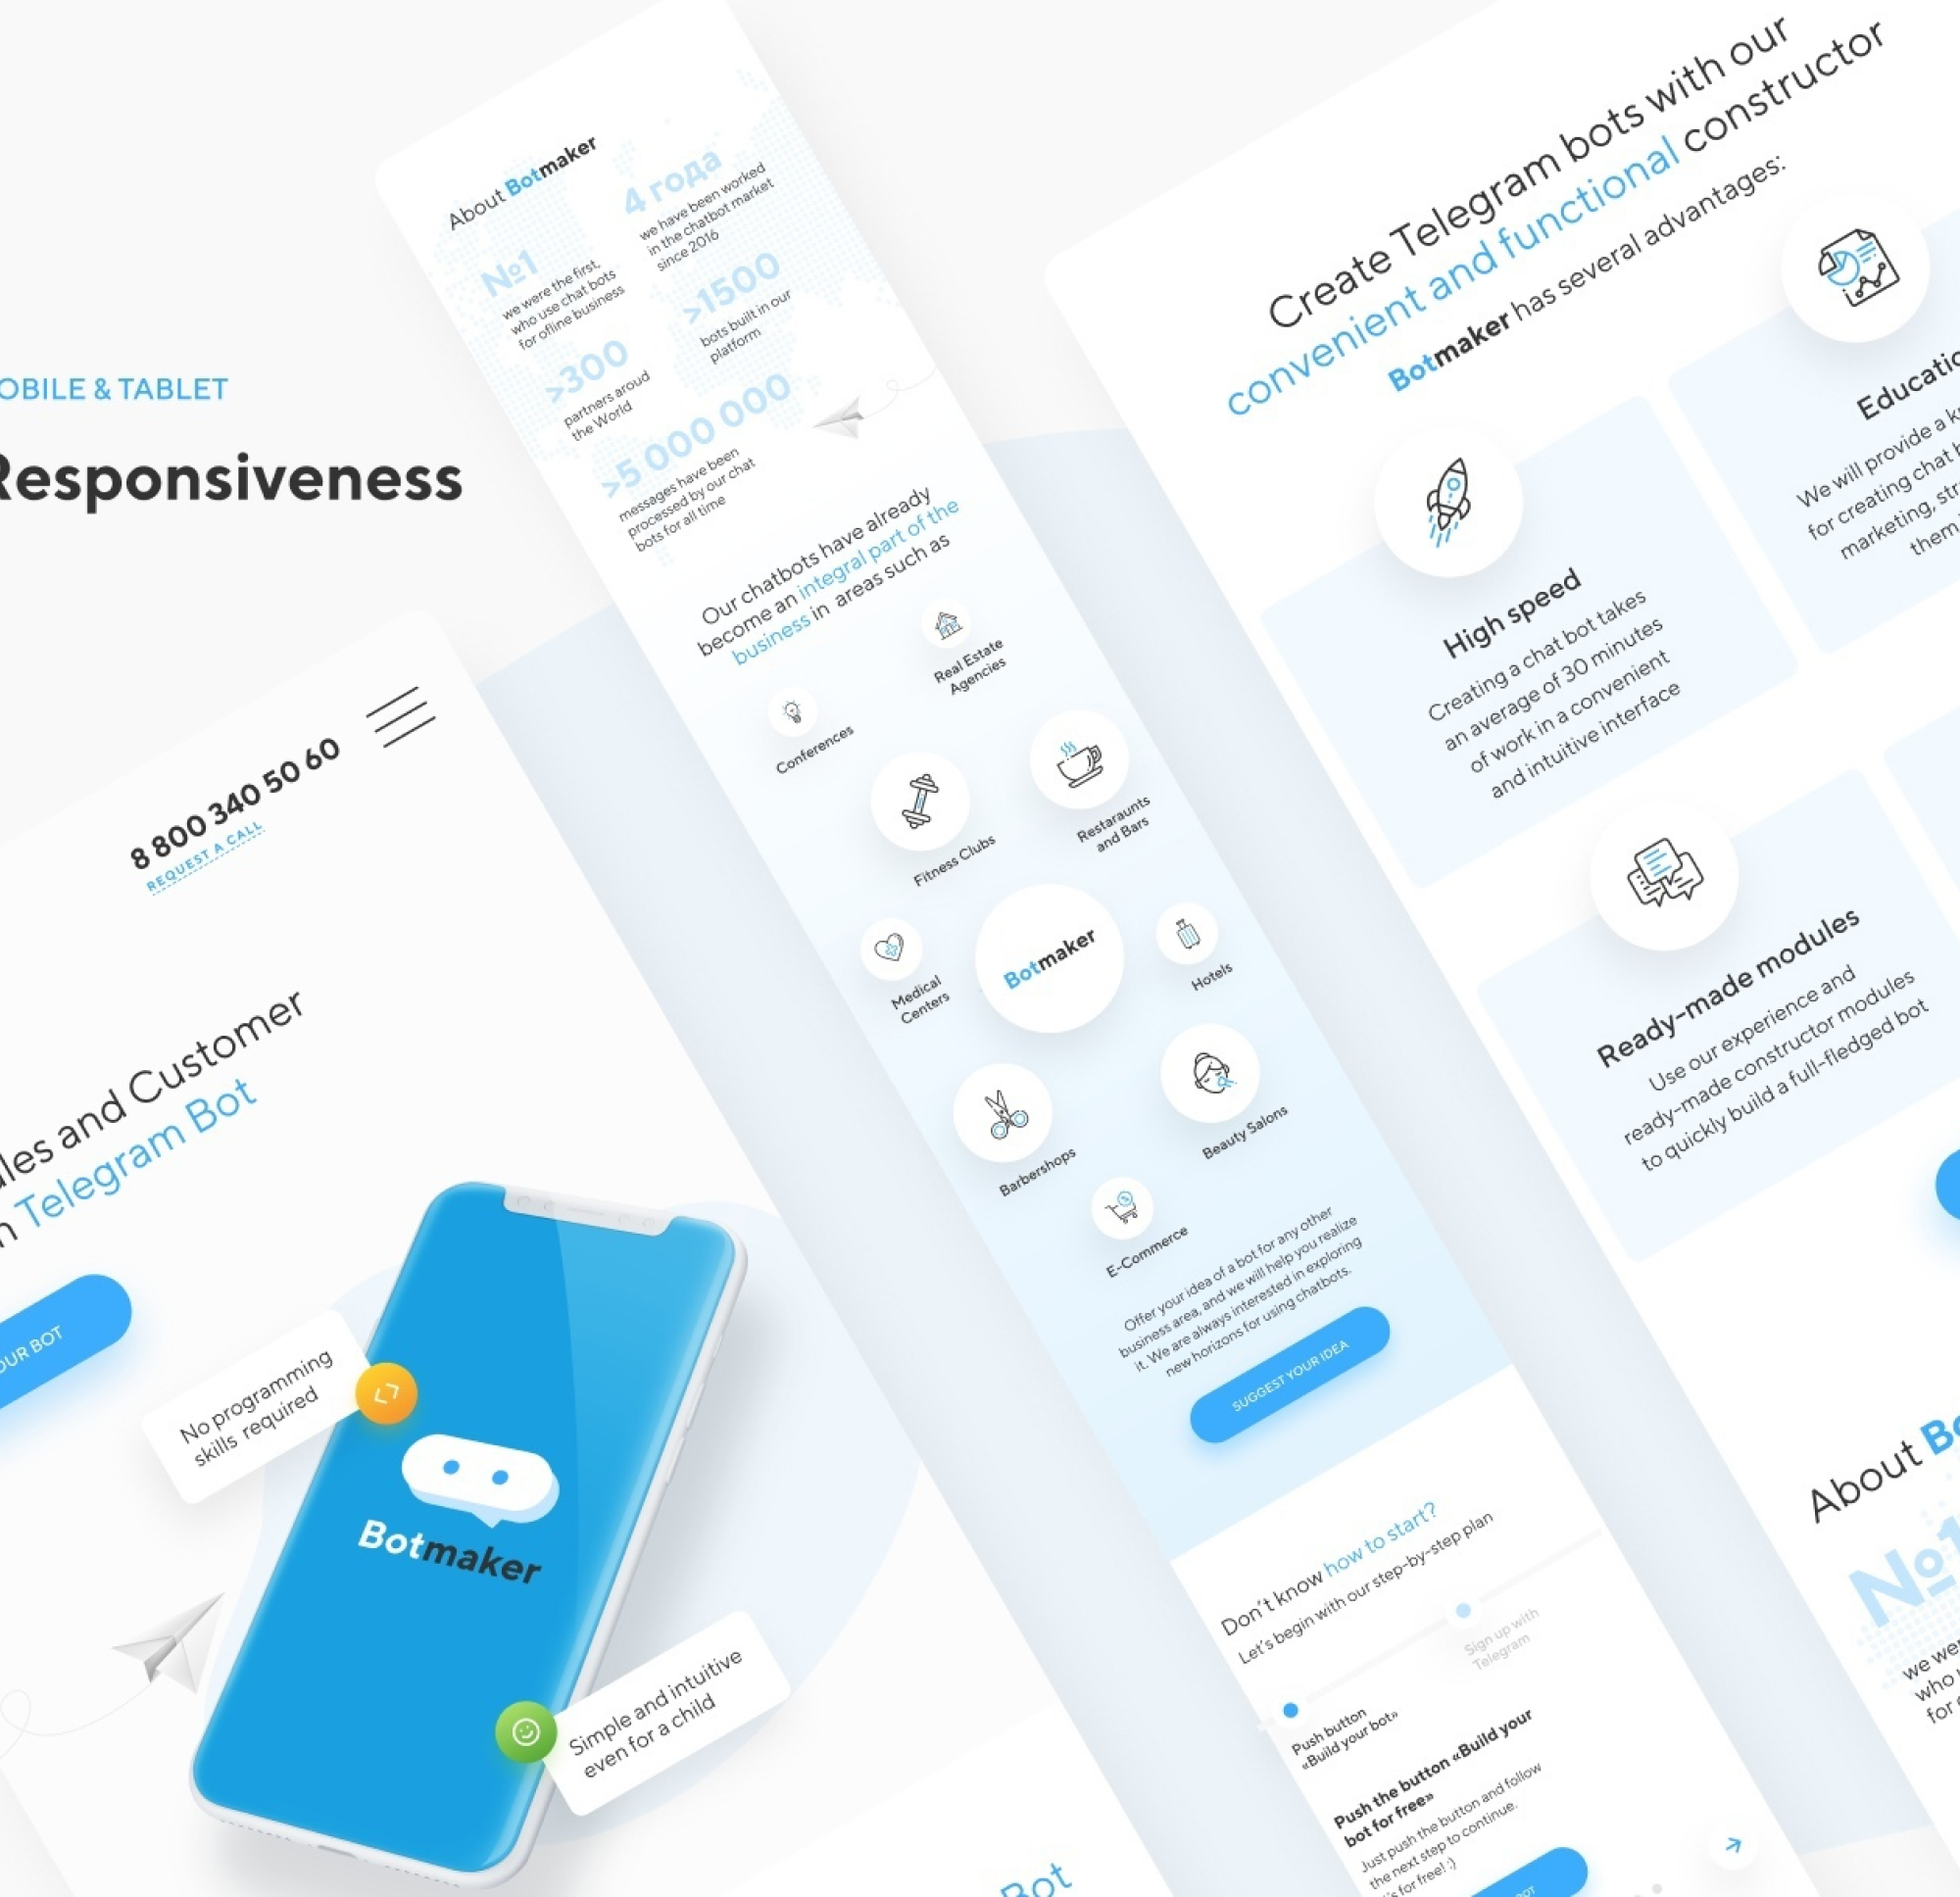 OBILE & TABLET
Responsiveness
8 800 340 50 60
REQUEST A CALL
les and Customer
Telegram Bot
OUR BOT
No programming
skills required
Botmaker
Simple and intuitive
even for a child
Bot
About Botmaker
№1
we were the first,
who use chat bots
for ofline business
4 года
we have been worked
in the chatbot market
since 2016
>300
partners aroud
the World
>1500
bots built in our
platform
>5 000 000
messages have been
processed by our chat
bots for all time
Our chatbots have already
become an integral part of the
business in areas such as
Conferences
Real Estate
Agencies
Fitness Clubs
Restaraunts
and Bars
Medical
Centers
Botmaker
Hotels
Barbershops
Beauty Salons
E-Commerce
Offer your idea of a bot for any other
business area, and we will help you realize
it. We are always interested in exploring
new horizons for using chatbots.
SUGGEST YOUR IDEA
Don't know how to start?
Let's begin with our step-by-step plan
Push button
«Build your bot»
Sign up with
Telegram
Push the button «Build your
bot for free»
Just push the button and follow
the next step to continue.
's for free! :)
BOT
Create Telegram bots with our
convenient and functional constructor
Botmaker has several advantages:
High speed
Creating a chat bot takes
an average of 30 minutes
of work in a convenient
and intuitive interface
Educatio
We will provide a k
for creating chat b
marketing, str
them
Ready-made modules
Use our experience and
ready-made constructor modules
to quickly build a full-fledged bot
About Bo
№1
we we
who u
for o